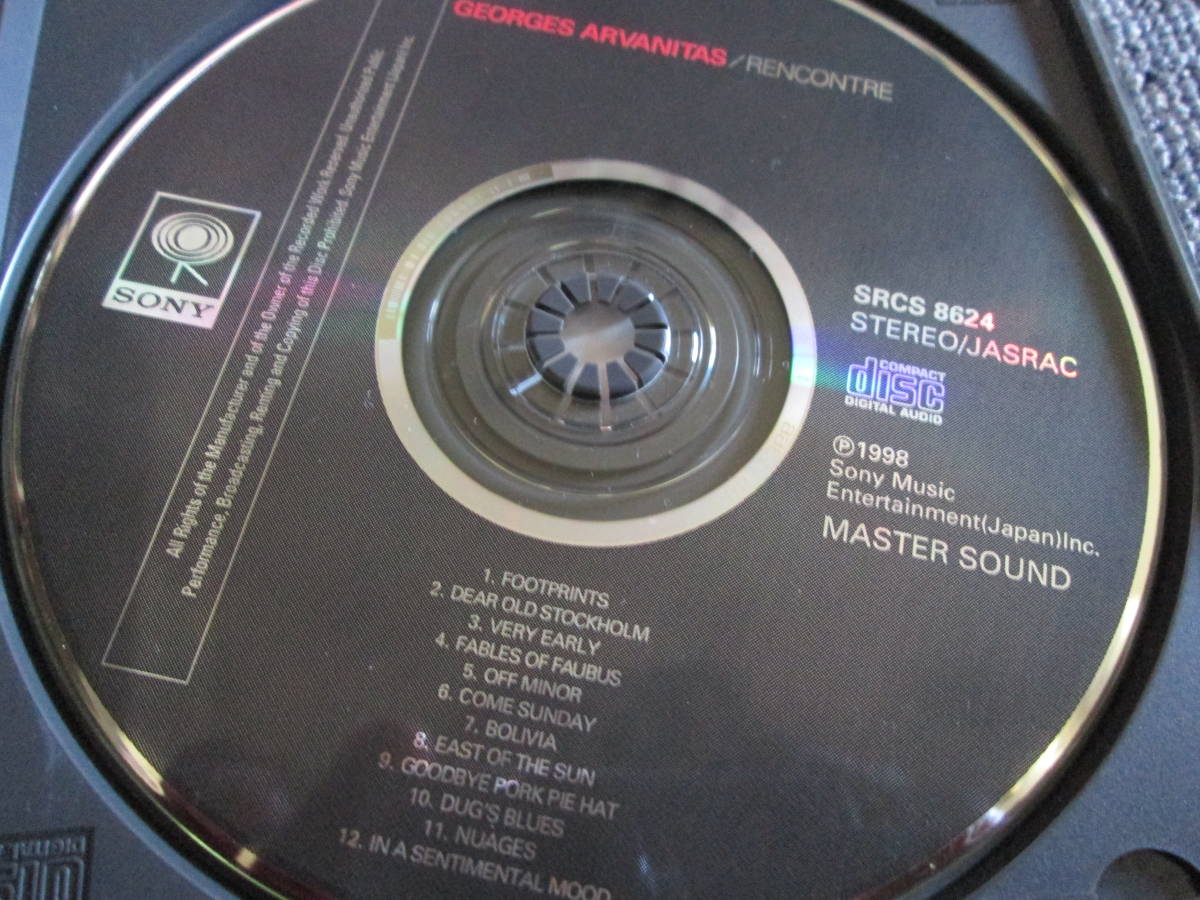 GEORGES ARVANITAS/RENCONTRE
All Rights of the Manufacturer and of the Owner of the Recorded Work Reserved. Unauthorized Public
Performance, Broadcasting, Renting and Copying of this Disc Prohibited. Sony Music Entertainment (Japan) Inc.
SONY
SRCS 8624
STEREO/JASRAC
COMPACT
disc
DIGITAL AUDIO
Ⓟ1998
Sony Music
Entertainment(Japan)Inc.
MASTER SOUND
1. FOOTPRINTS
2. DEAR OLD STOCKHOLM
3. VERY EARLY
4. FABLES OF FAUBUS
5. OFF MINOR
6. COME SUNDAY
7. BOLIVIA
8. EAST OF THE SUN
9. GOODBYE PORK PIE HAT
10. DUG'S BLUES
11. NUAGES
12. IN A SENTIMENTAL MOOD